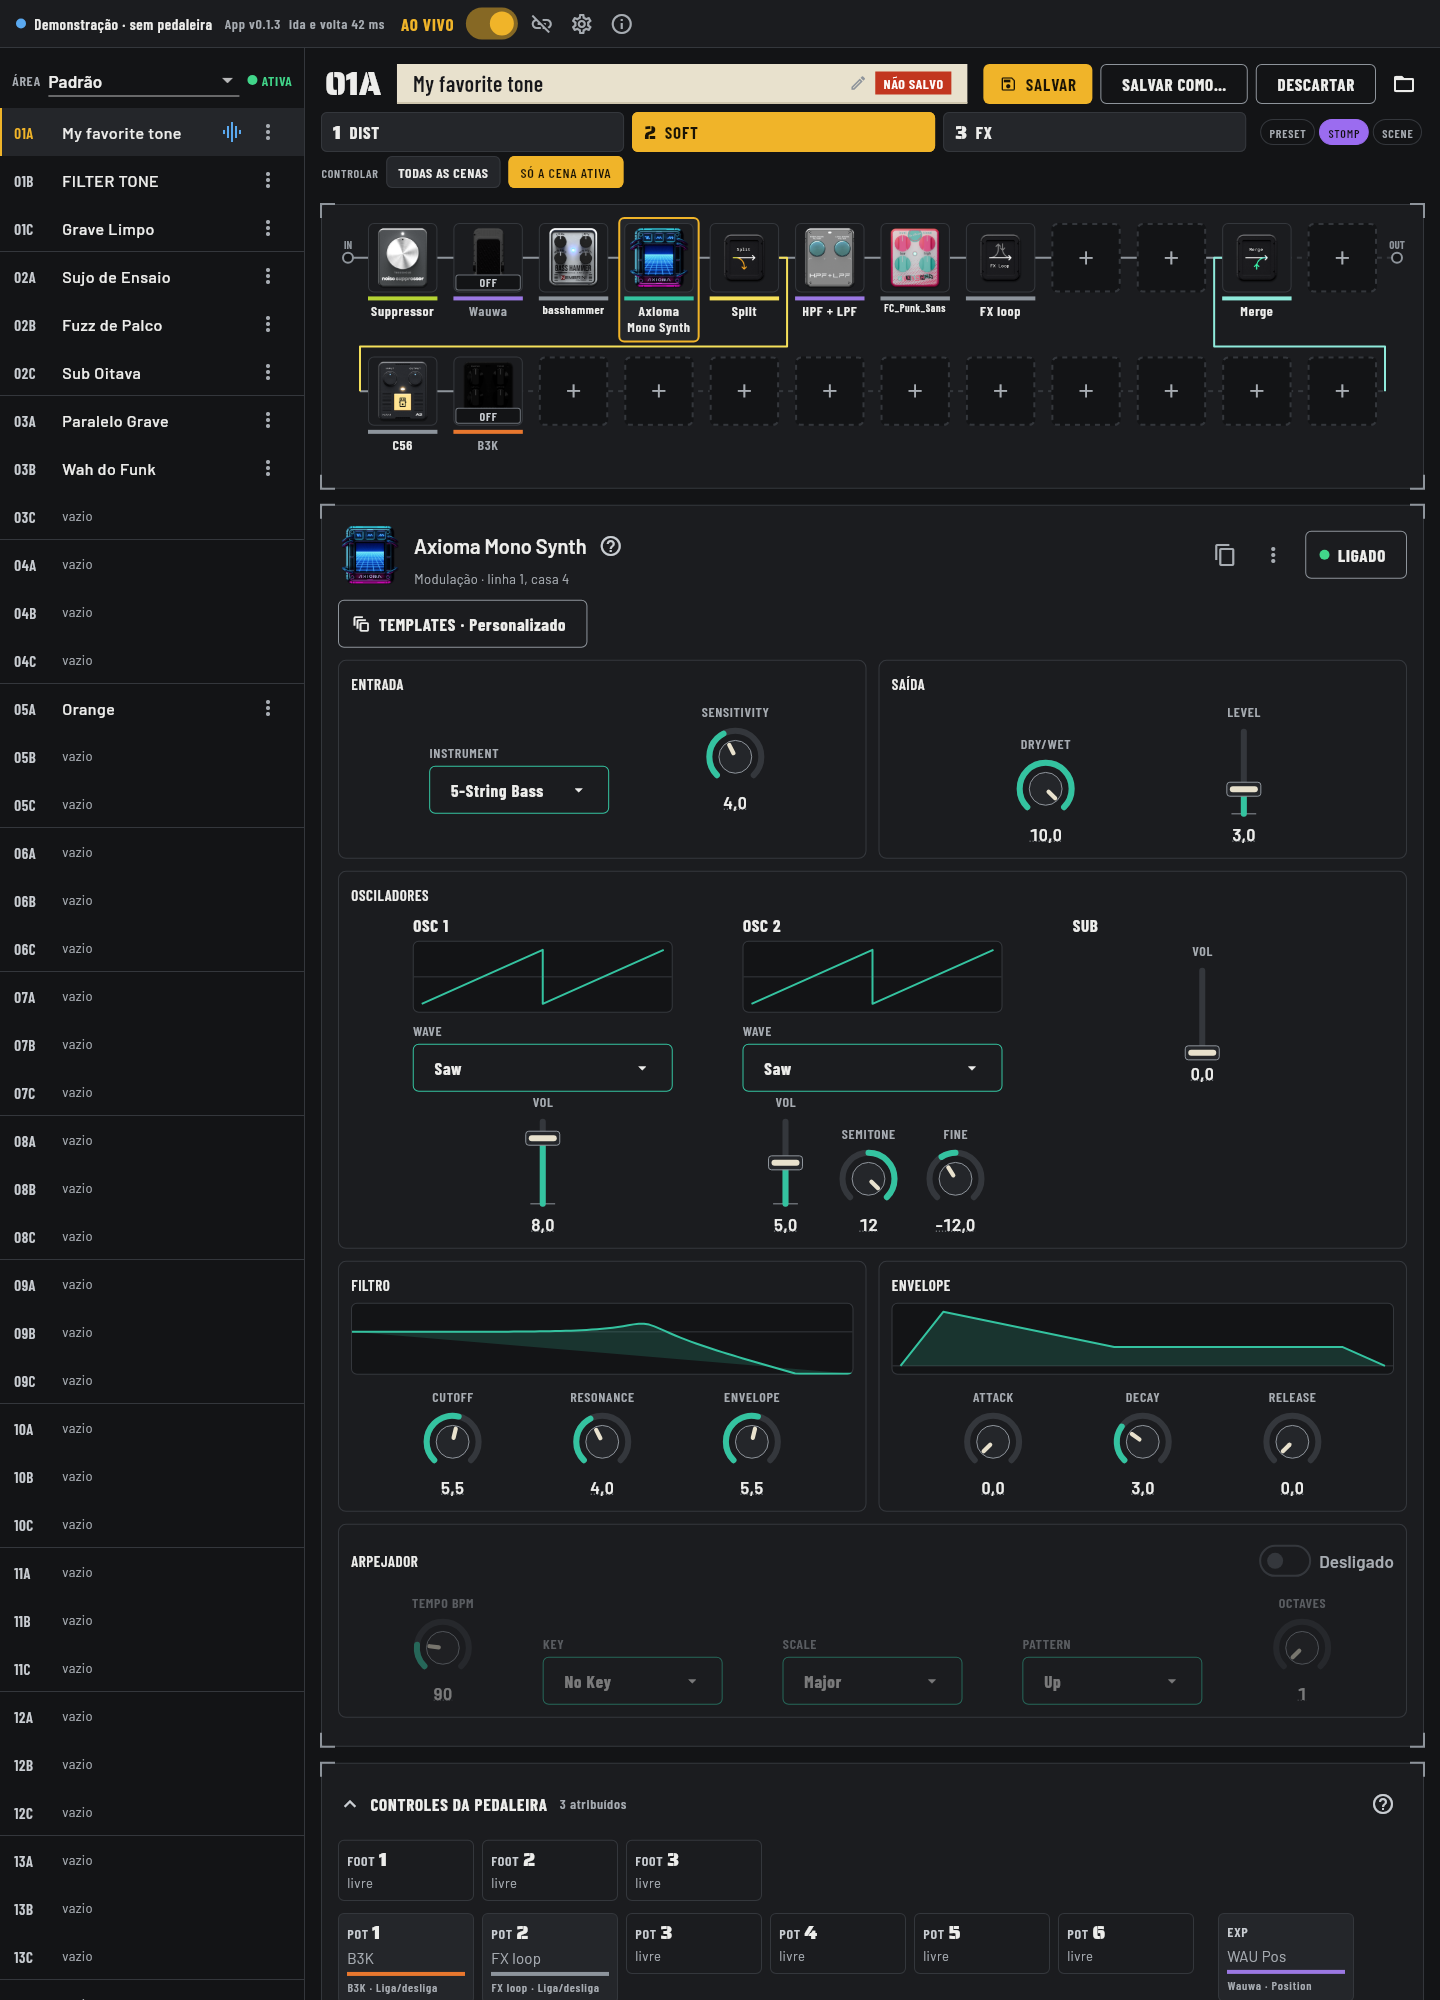 Demonstração · sem pedaleira App v0.1.3 Ida e volta 42 ms AO VIVO
ÁREA Padrão ATIVA
01A My favorite tone
01B FILTER TONE
01C Grave Limpo
02A Sujo de Ensaio
02B Fuzz de Palco
02C Sub Oitava
03A Paralelo Grave
03B Wah do Funk
03C vazio
04A vazio
04B vazio
04C vazio
05A Orange
05B vazio
05C vazio
06A vazio
06B vazio
06C vazio
07A vazio
07B vazio
07C vazio
08A vazio
08B vazio
08C vazio
09A vazio
09B vazio
09C vazio
10A vazio
10B vazio
10C vazio
11A vazio
11B vazio
11C vazio
12A vazio
12B vazio
12C vazio
13A vazio
13B vazio
13C vazio
01A My favorite tone NÃO SALVO SALVAR SALVAR COMO... DESCARTAR
1 DIST 2 SOFT 3 FX PRESET STOMP SCENE
CONTROLAR TODAS AS CENAS SÓ A CENA ATIVA
IN OUT
OFF
Split Merge
FX Loop
Suppressor Wauwa basshammer Axioma Mono Synth Split HPF + LPF FC_Punk_Sans FX loop Merge
OFF
C56 B3K
Axioma Mono Synth
Modulação · linha 1, casa 4
LIGADO
TEMPLATES · Personalizado
ENTRADA
INSTRUMENT
5-String Bass
SENSITIVITY
4,0
SAÍDA
DRY/WET
10,0
LEVEL
3,0
OSCILADORES
OSC 1
WAVE
Saw
VOL
8,0
OSC 2
WAVE
Saw
VOL SEMITONE FINE
5,0 12 -12,0
SUB
VOL
0,0
FILTRO
CUTOFF RESONANCE ENVELOPE
5,5 4,0 5,5
ENVELOPE
ATTACK DECAY RELEASE
0,0 3,0 0,0
ARPEJADOR Desligado
TEMPO BPM
90
KEY
No Key
SCALE
Major
PATTERN
Up
OCTAVES
1
CONTROLES DA PEDALEIRA 3 atribuídos
FOOT 1
livre
FOOT 2
livre
FOOT 3
livre
POT 1
B3K
B3K · Liga/desliga
POT 2
FX loop
FX loop · Liga/desliga
POT 3
livre
POT 4
livre
POT 5
livre
POT 6
livre
EXP
WAU Pos
Wauwa · Position